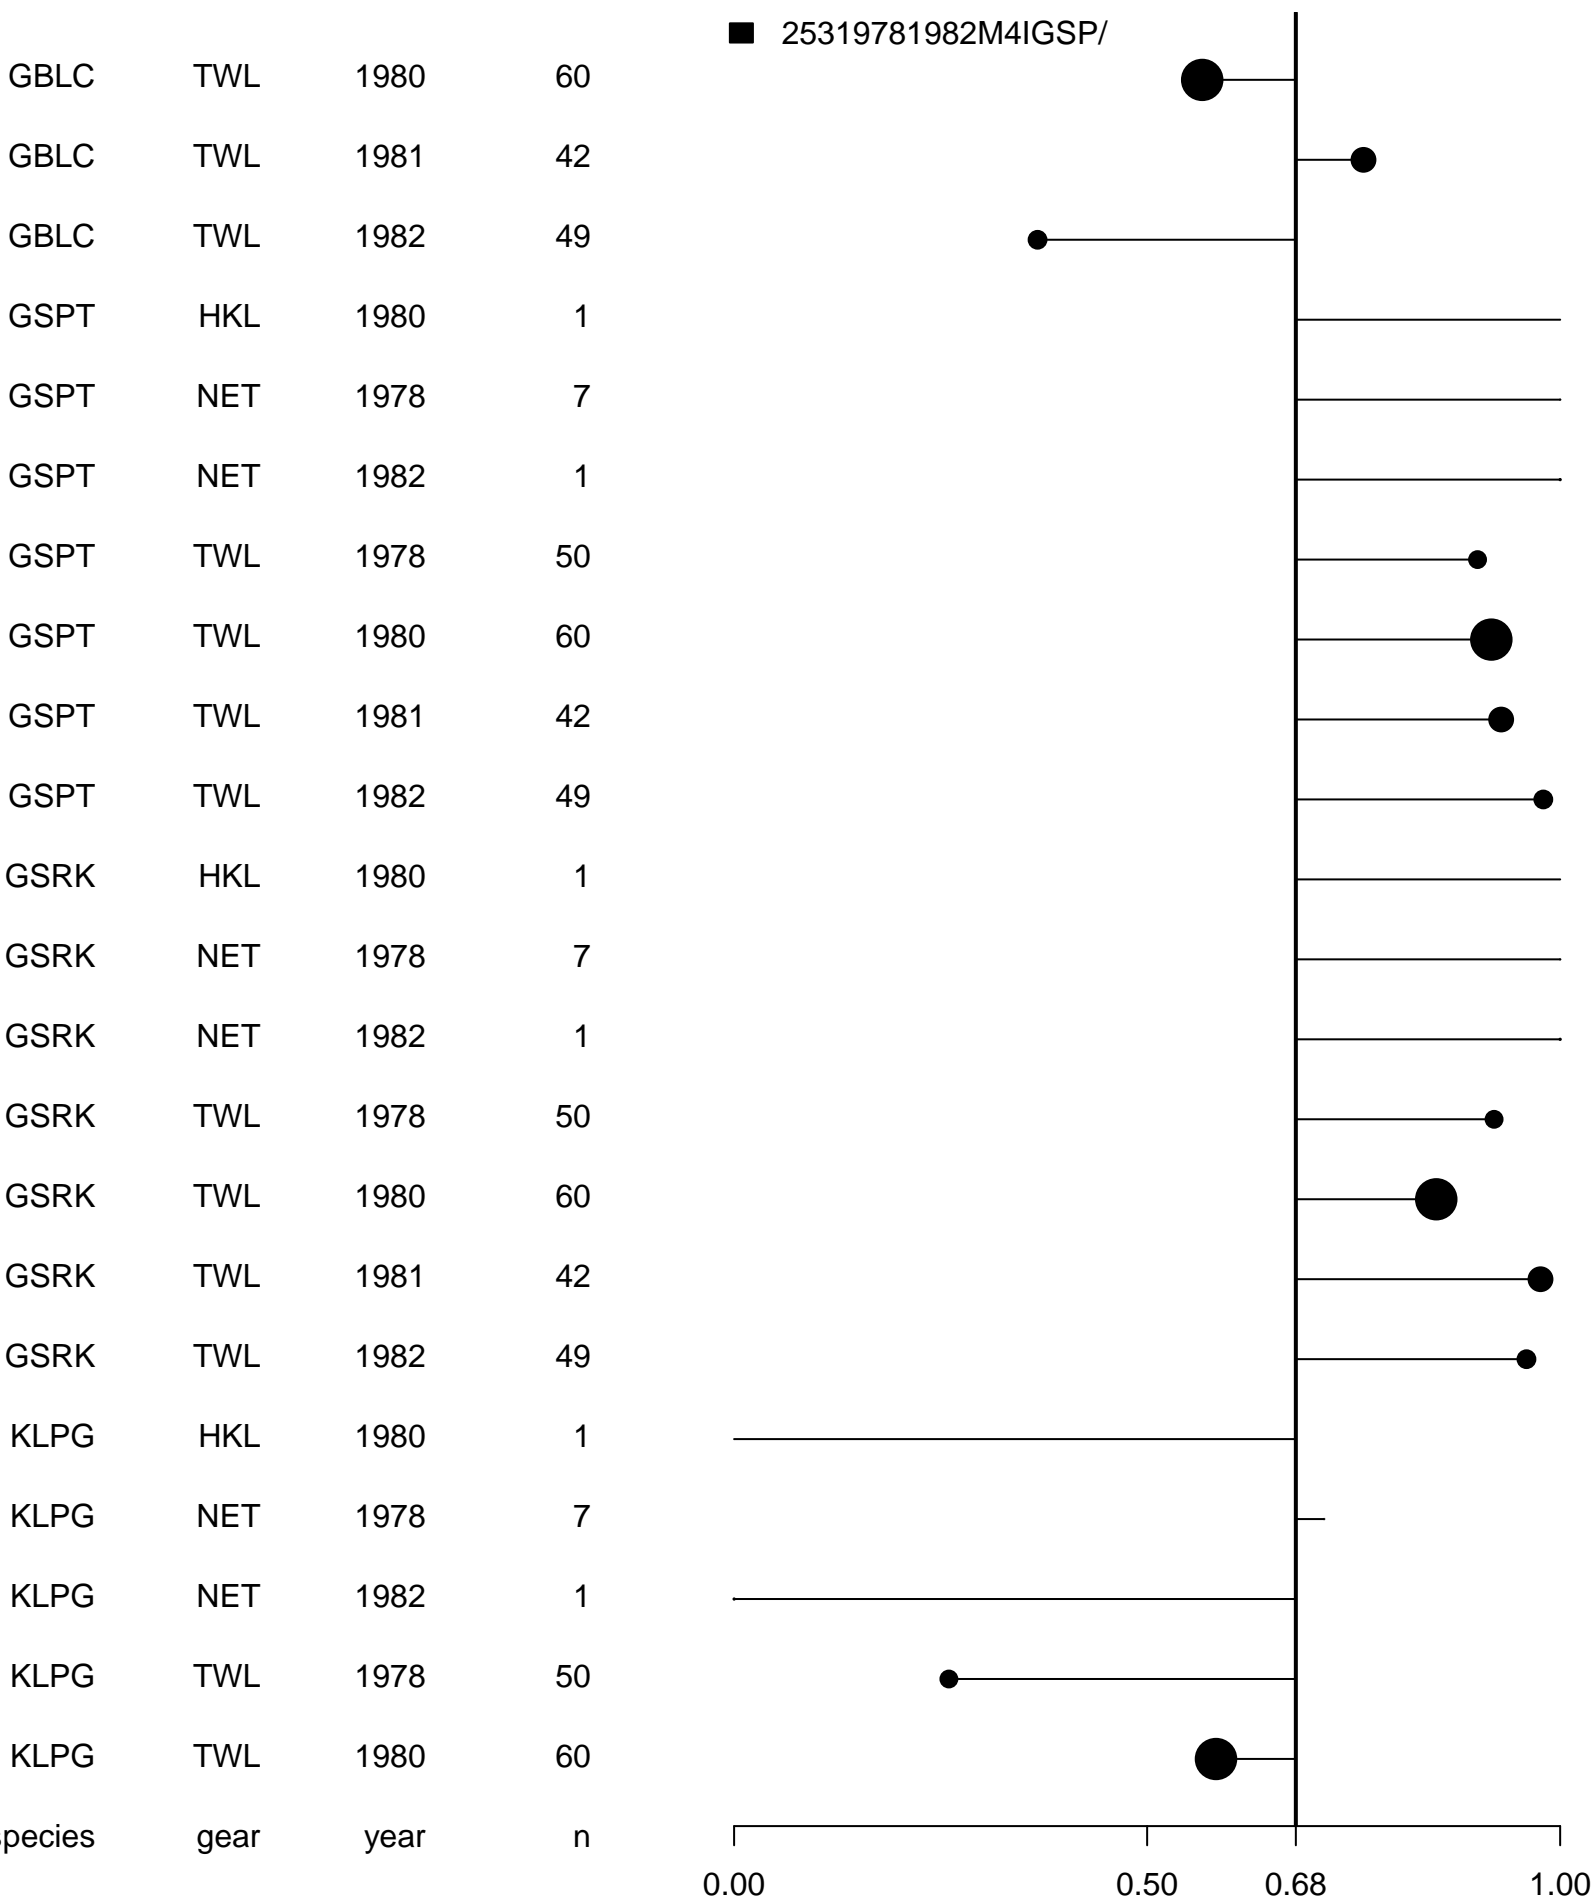 25319781982M4IGSP/
GBLC TWL 1980 60
GBLC TWL 1981 42
GBLC TWL 1982 49
GSPT HKL 1980 1
GSPT NET 1978 7
GSPT NET 1982 1
GSPT TWL 1978 50
GSPT TWL 1980 60
GSPT TWL 1981 42
GSPT TWL 1982 49
GSRK HKL 1980 1
GSRK NET 1978 7
GSRK NET 1982 1
GSRK TWL 1978 50
GSRK TWL 1980 60
GSRK TWL 1981 42
GSRK TWL 1982 49
KLPG HKL 1980 1
KLPG NET 1978 7
KLPG NET 1982 1
KLPG TWL 1978 50
KLPG TWL 1980 60
species gear year n
0.00 0.50 0.68 1.00